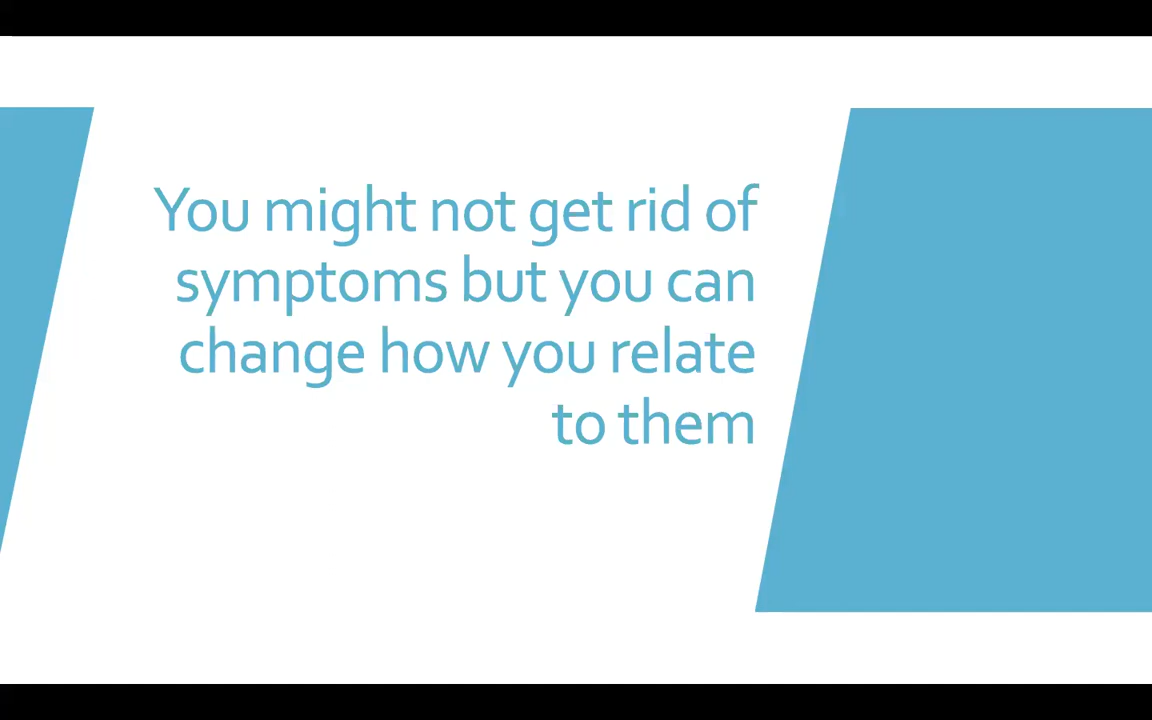 You might not get rid of
symptoms but you can
change how you relate
to them